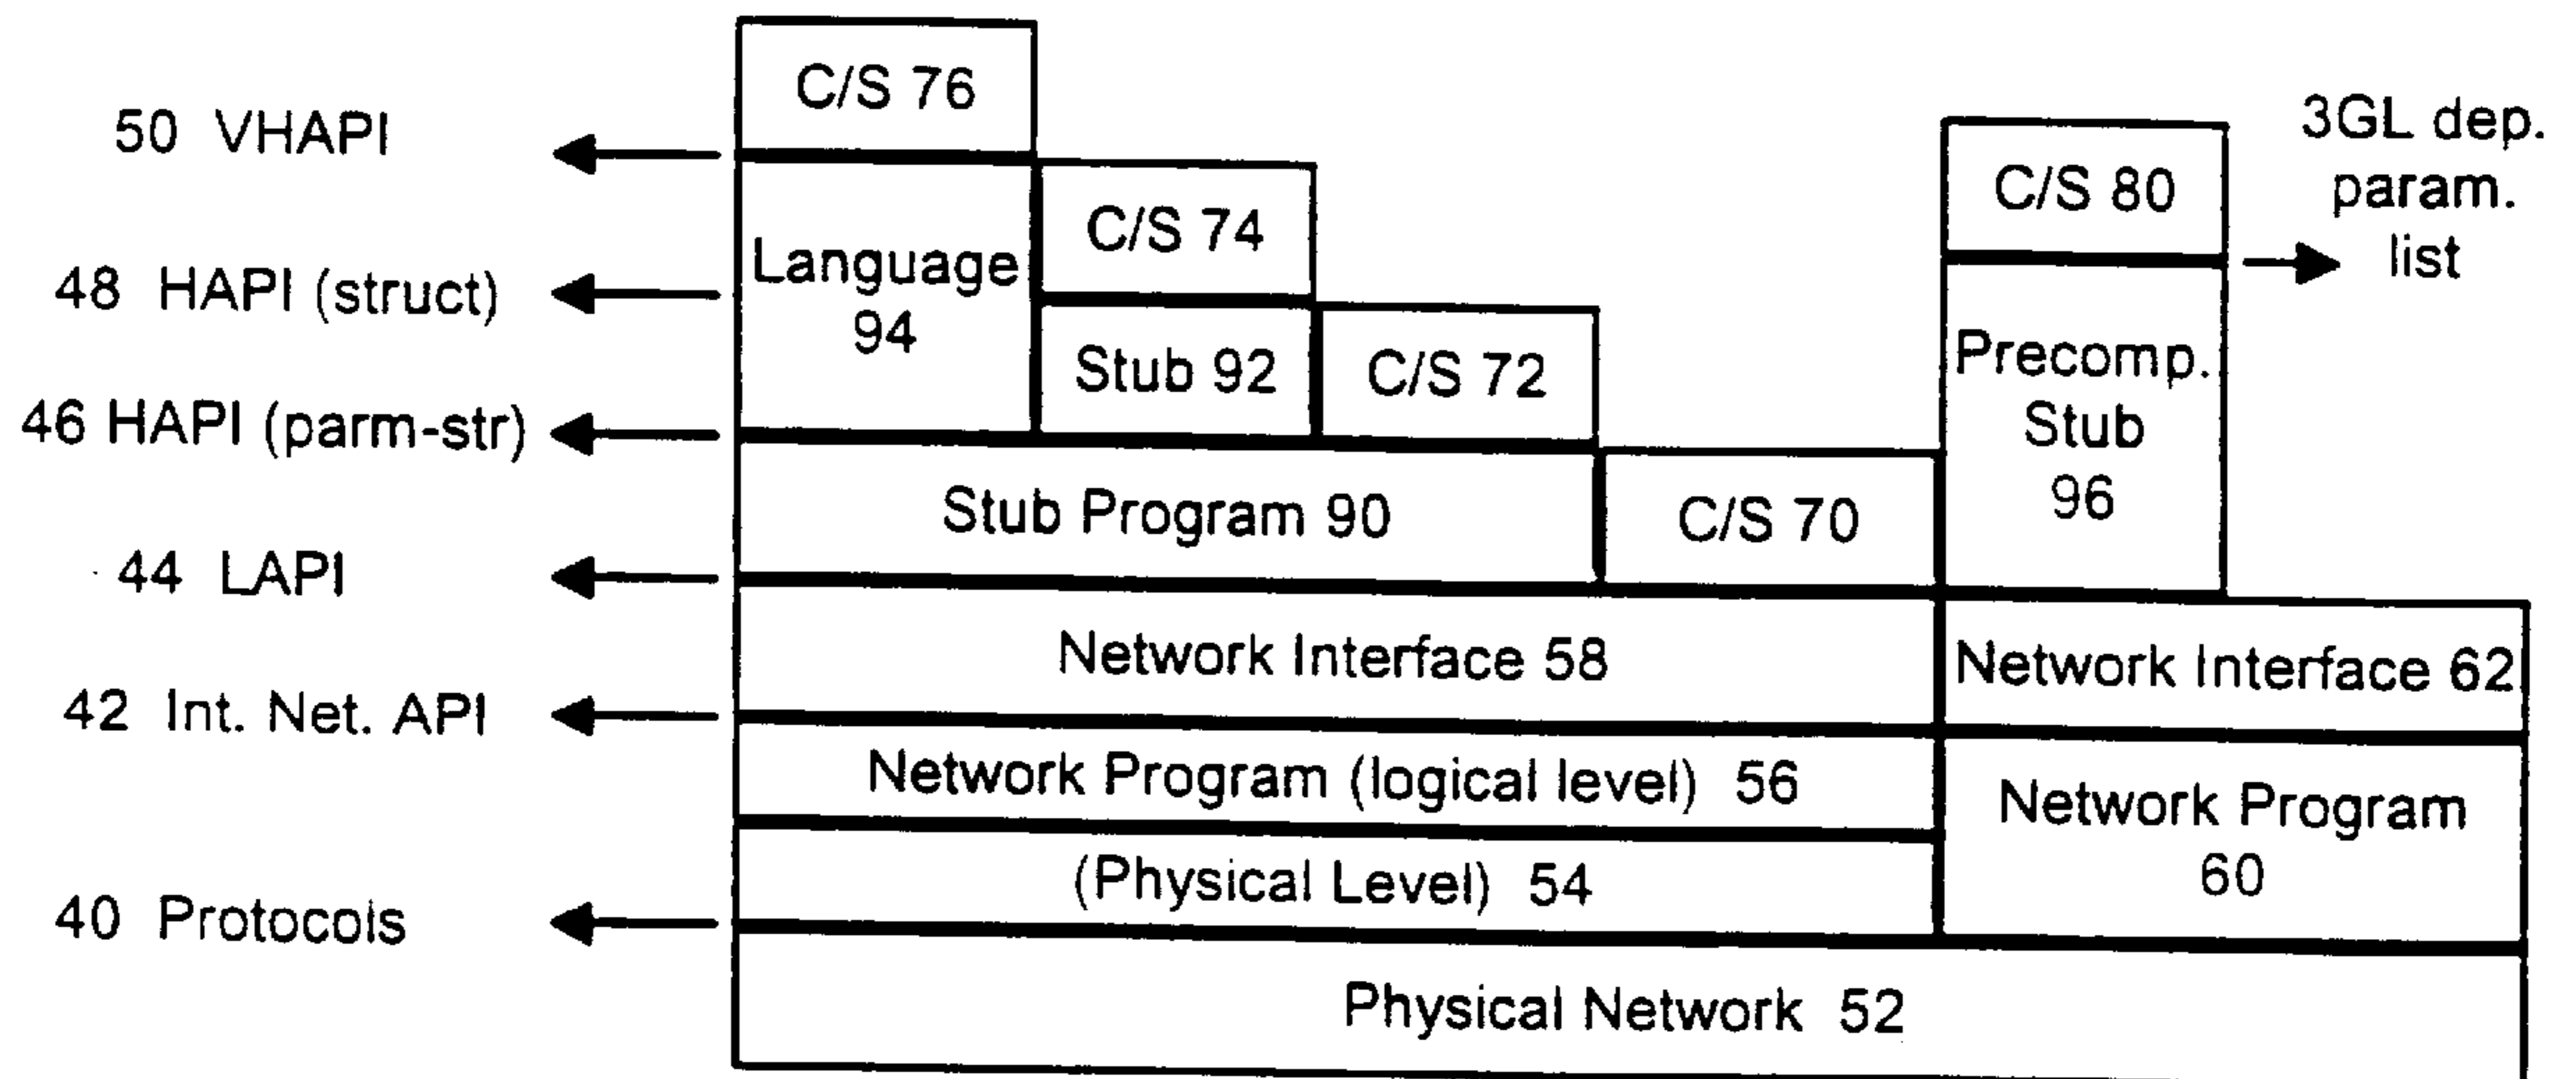 C/S 76
50 VHAPI
C/S 80
3GL dep.
param.
list
C/S 74
Language
94
48 HAPI (struct)
Stub 92
C/S 72
Precomp.
Stub
96
46 HAPI (parm-str)
Stub Program 90
C/S 70
44 LAPI
Network Interface 58
Network Interface 62
42 Int. Net. API
Network Program (logical level) 56
Network Program
60
(Physical Level) 54
40 Protocols
Physical Network 52